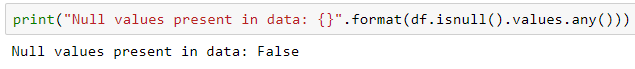 print("Null values present in data: {}".format(df.isnull().values.any()))
Null values present in data: False